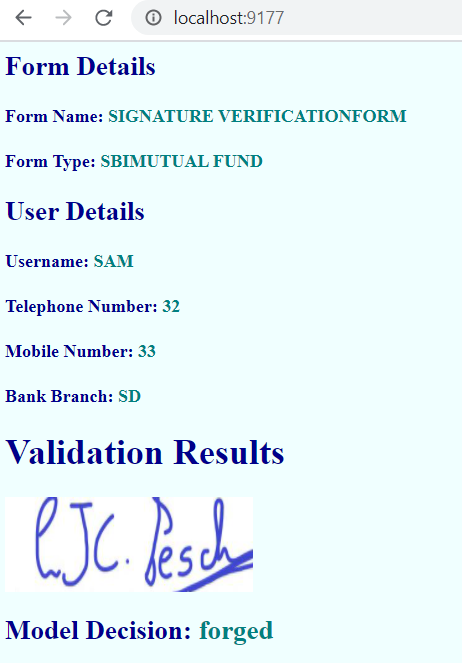 localhost:9177
Form Details
Form Name: SIGNATURE VERIFICATIONFORM
Form Type: SBIMUTUAL FUND
User Details
Username: SAM
Telephone Number: 32
Mobile Number: 33
Bank Branch: SD
Validation Results
JC. Pesch
Model Decision: forged